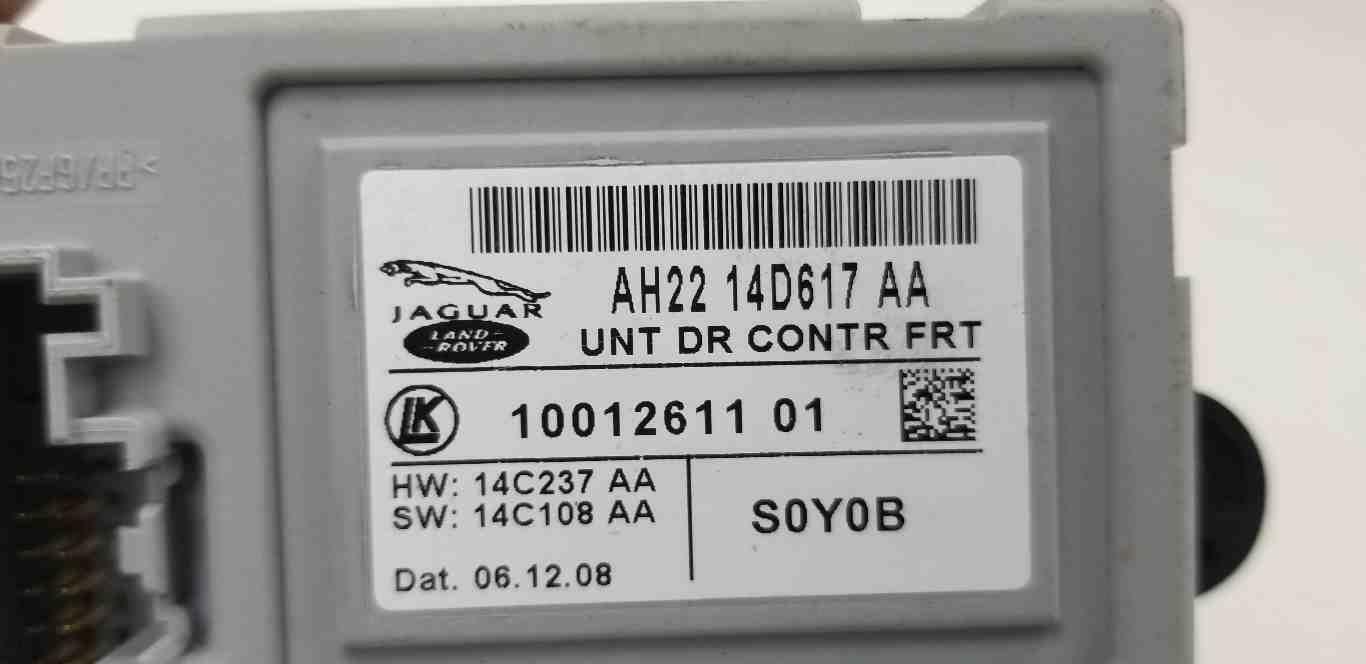 AH22 14D617 AA
JAGUAR
LAND-
-ROVER
UNT DR CONTR FRT
LK
10012611 01
HW: 14C237 AA
SW: 14C108 AA
S0Y0B
Dat. 06.12.08